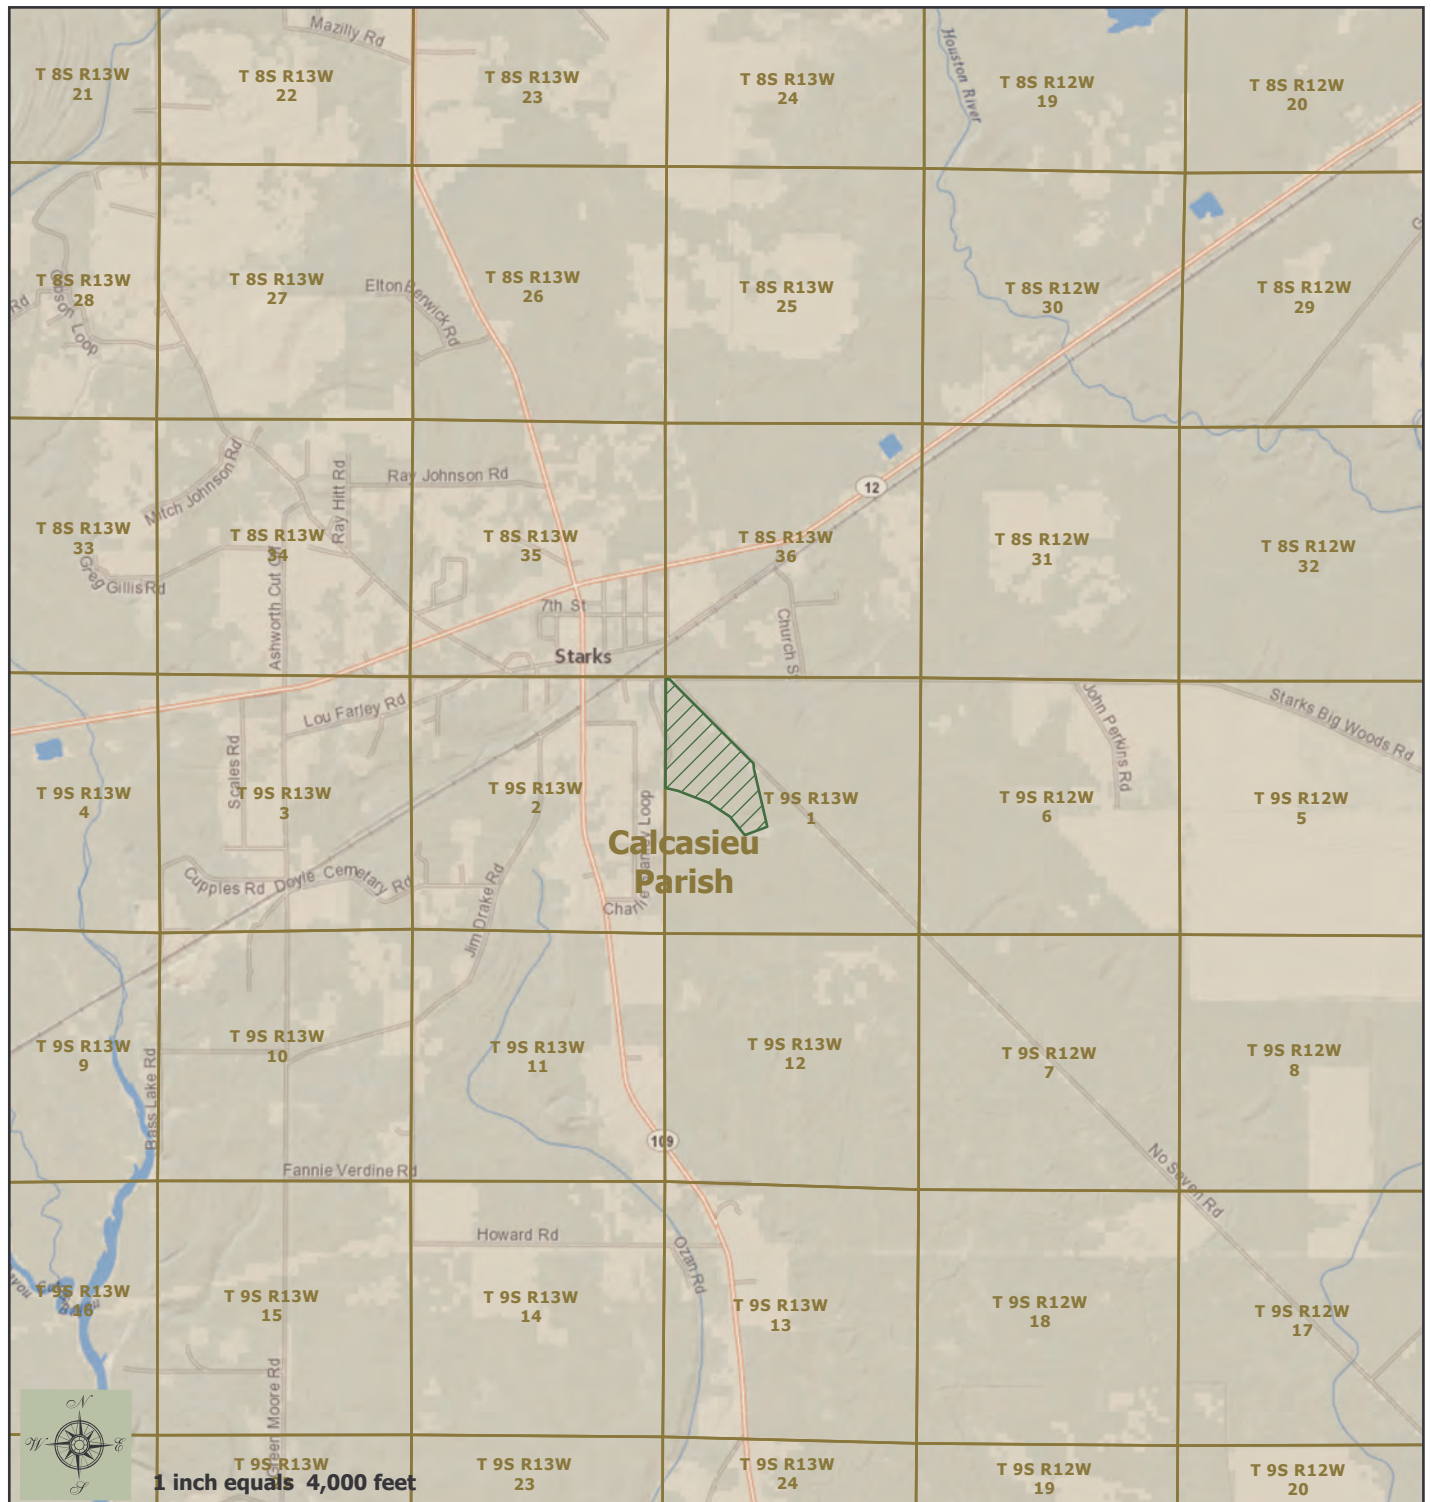 Mazilly Rd
Houston River
T 8S R13W
21
T 8S R13W
22
T 8S R13W
23
T 8S R13W
24
T 8S R12W
19
T 8S R12W
20
T 8S R13W
28
T 8S R13W
27
T 8S R13W
26
T 8S R13W
25
T 8S R12W
30
T 8S R12W
29
Rd
Loop
Elton Berwick Rd
Mitch Johnson Rd
Ray Hitt Rd
Ray Johnson Rd
12
T 8S R13W
33
T 8S R13W
34
T 8S R13W
35
T 8S R13W
36
T 8S R12W
31
T 8S R12W
32
Greg Gillis Rd
Ashworth Cut
7th St
Church S
Starks
Lou Farley Rd
Scales Rd
John Perkins Rd
Starks Big Woods Rd
T 9S R13W
4
T 9S R13W
3
T 9S R13W
2
T 9S R13W
1
T 9S R12W
6
T 9S R12W
5
Calcasieu
Parish
Loop
Cupples Rd
Doyle Cemetary Rd
Jim Drake Rd
T 9S R13W
9
T 9S R13W
10
T 9S R13W
11
T 9S R13W
12
T 9S R12W
7
T 9S R12W
8
Bass Lake Rd
109
Fannie Verdine Rd
No Seven Rd
Howard Rd
Ozan Rd
T 9S R13W
16
T 9S R13W
15
T 9S R13W
14
T 9S R13W
13
T 9S R12W
18
T 9S R12W
17
Green Moore Rd
N
W
E
S
T 9S R13W
T 9S R13W
23
T 9S R13W
24
T 9S R12W
19
T 9S R12W
20
1 inch equals 4,000 feet